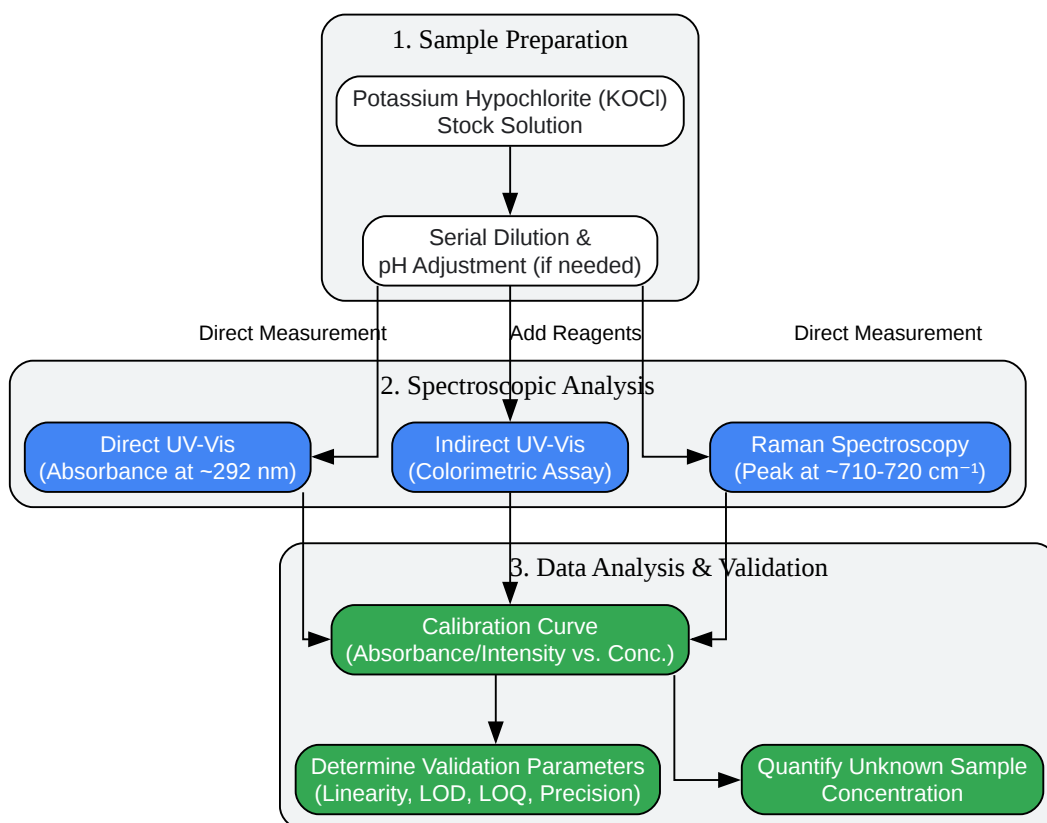 1. Sample Preparation
Potassium Hypochlorite (KOCl)
Stock Solution
Serial Dilution &
pH Adjustment (if needed)
Direct Measurement
Add Reagents
Direct Measurement
2. Spectroscopic Analysis
Direct UV-Vis
(Absorbance at ~292 nm)
Indirect UV-Vis
(Colorimetric Assay)
Raman Spectroscopy
(Peak at ~710-720 cm⁻¹)
3. Data Analysis & Validation
Calibration Curve
(Absorbance/Intensity vs. Conc.)
Determine Validation Parameters
(Linearity, LOD, LOQ, Precision)
Quantify Unknown Sample
Concentration